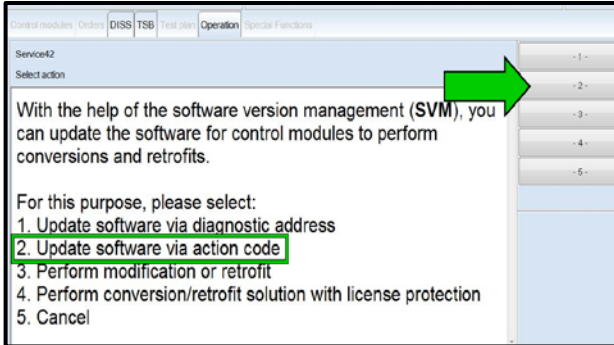 Control modules Orders DISS TSB Test plan Operation Special Functions
Service42
Select action
With the help of the software version management (SVM), you
can update the software for control modules to perform
conversions and retrofits.
For this purpose, please select:
1. Update software via diagnostic address
2. Update software via action code
3. Perform modification or retrofit
4. Perform conversion/retrofit solution with license protection
5. Cancel
- 1 -
- 2 -
- 3 -
- 4 -
- 5 -